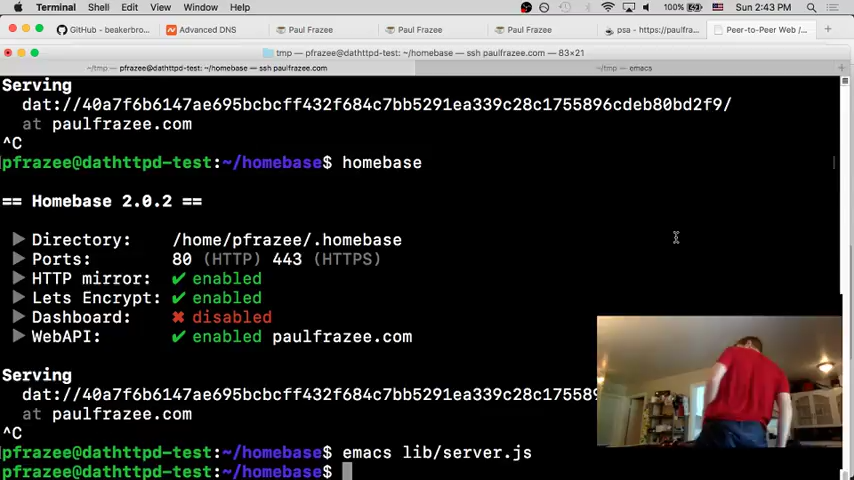 Terminal Shell Edit View Window Help 100% Sun 2:43 PM
GitHub - beakerbro... Advanced DNS Paul Frazee Paul Frazee Paul Frazee psa - https://paulfraz... Peer-to-Peer Web /...
tmp — pfrazee@dathttpd-test: ~/homebase — ssh paulfrazee.com — 83×21
~/tmp — pfrazee@dathttpd-test: ~/homebase — ssh paulfrazee.com ~/tmp — emacs
Serving
dat://40a7f6b6147ae695bcbcff432f684c7bb5291ea339c28c1755896cdeb80bd2f9/
at paulfrazee.com
^C
pfrazee@dathttpd-test:~/homebase$ homebase
== Homebase 2.0.2 ==
▶ Directory: /home/pfrazee/.homebase
▶ Ports: 80 (HTTP) 443 (HTTPS)
▶ HTTP mirror: ✔ enabled
▶ Lets Encrypt: ✔ enabled
▶ Dashboard: ✖ disabled
▶ WebAPI: ✔ enabled paulfrazee.com
Serving
dat://40a7f6b6147ae695bcbcff432f684c7bb5291ea339c28c175589
at paulfrazee.com
^C
pfrazee@dathttpd-test:~/homebase$ emacs lib/server.js
pfrazee@dathttpd-test:~/homebase$